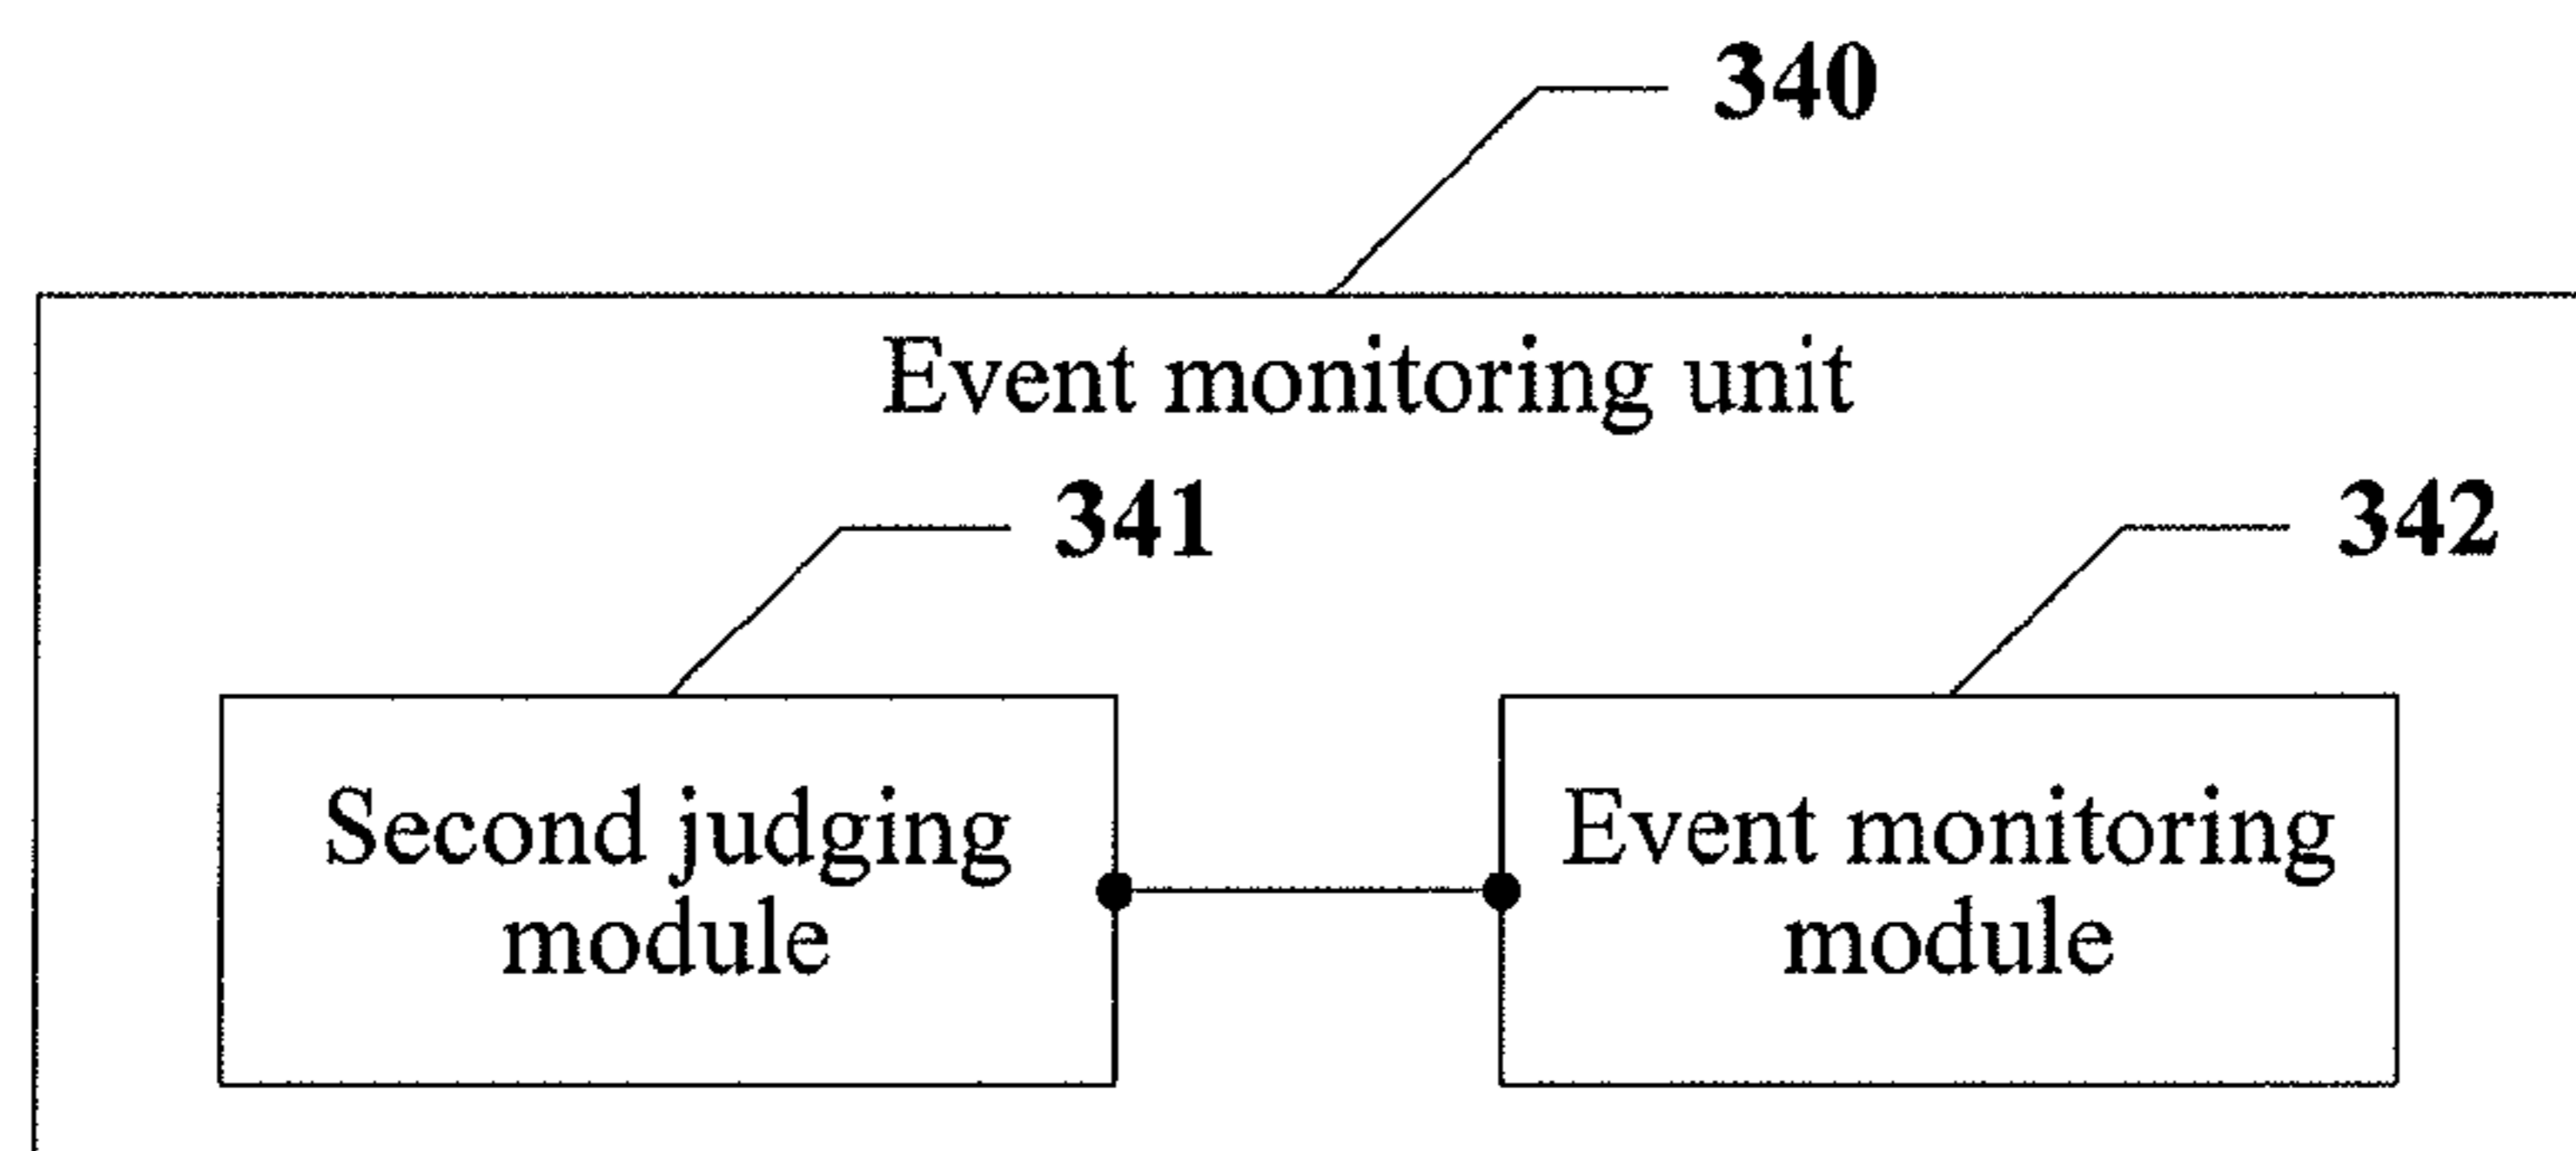 340
Event monitoring unit
341
342
Second judging
module
Event monitoring
module